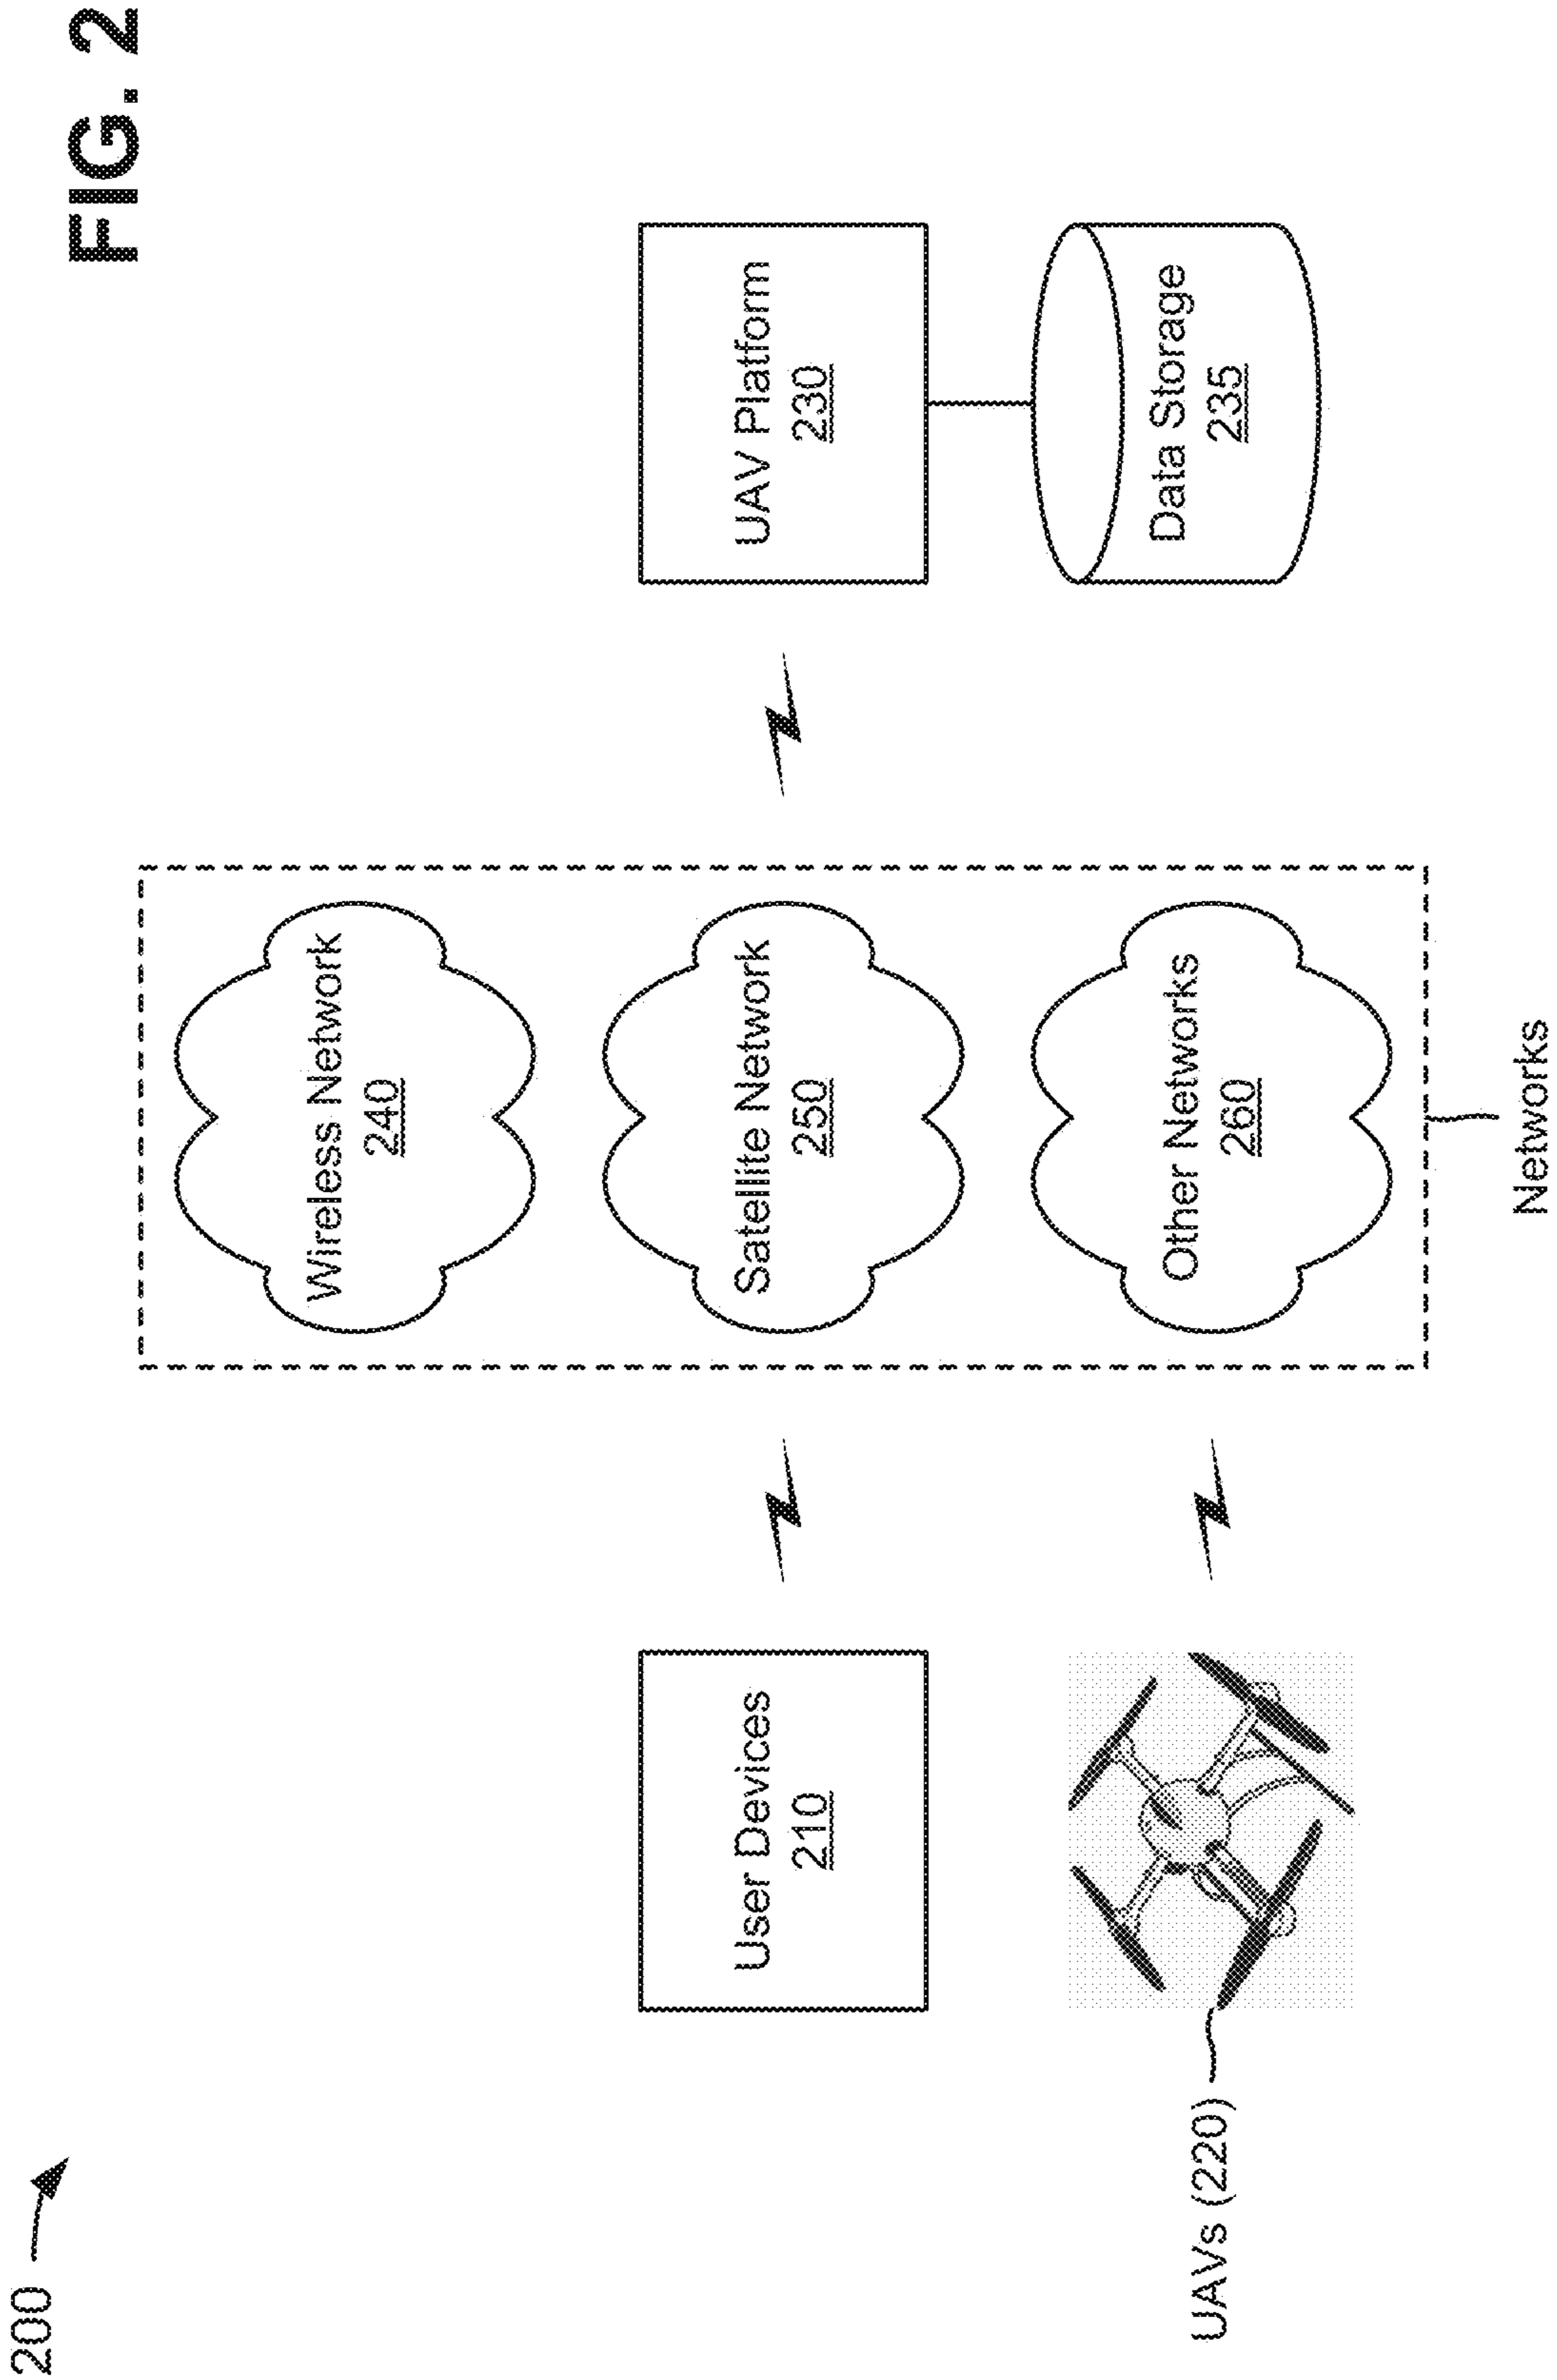 FIG. 2
200
Wireless Network
240
User Devices
210
Satellite Network
250
UAV Platform
230
UAVs (220)
Other Networks
260
Data Storage
235
Networks